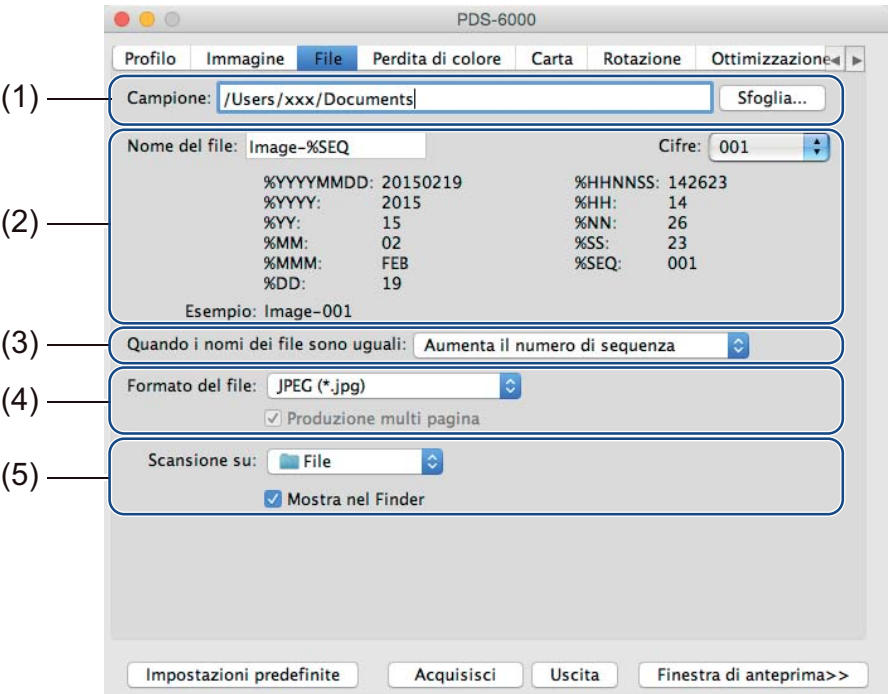 PDS-6000
Profilo Immagine File Perdita di colore Carta Rotazione Ottimizzazione
(1) Campione: /Users/xxx/Documents Sfoglia...
Nome del file: Image-%SEQ Cifre: 001
%YYYYMMDD: 20150219 %HHNNSS: 142623
%YYYY: 2015 %HH: 14
(2) %YY: 15 %NN: 26
%MM: 02 %SS: 23
%MMM: FEB %SEQ: 001
%DD: 19
Esempio: Image-001
(3) Quando i nomi dei file sono uguali: Aumenta il numero di sequenza
(4) Formato del file: JPEG (*.jpg)
Produzione multi pagina
(5) Scansione su: File
Mostra nel Finder
Impostazioni predefinite Acquisisci Uscita Finestra di anteprima>>